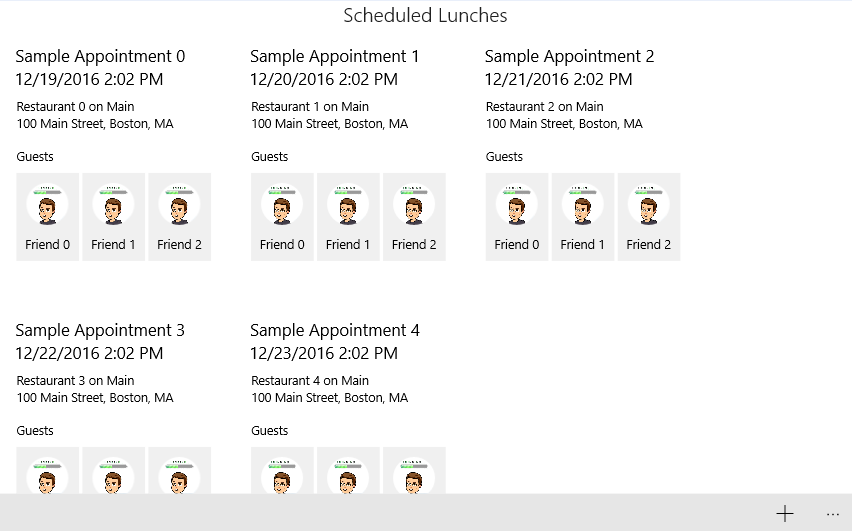 Scheduled Lunches
Sample Appointment 0
12/19/2016 2:02 PM
Restaurant 0 on Main
100 Main Street, Boston, MA
Guests
Friend 0
Friend 1
Friend 2
Sample Appointment 1
12/20/2016 2:02 PM
Restaurant 1 on Main
100 Main Street, Boston, MA
Guests
Friend 0
Friend 1
Friend 2
Sample Appointment 2
12/21/2016 2:02 PM
Restaurant 2 on Main
100 Main Street, Boston, MA
Guests
Friend 0
Friend 1
Friend 2
Sample Appointment 3
12/22/2016 2:02 PM
Restaurant 3 on Main
100 Main Street, Boston, MA
Guests
Sample Appointment 4
12/23/2016 2:02 PM
Restaurant 4 on Main
100 Main Street, Boston, MA
Guests